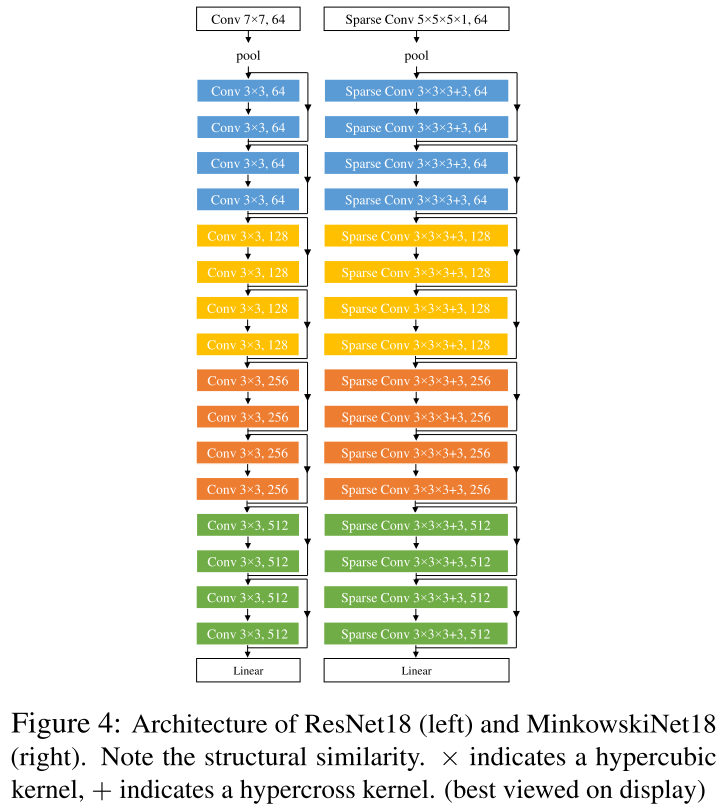 Conv 7×7, 64
pool
Conv 3×3, 64
Conv 3×3, 64
Conv 3×3, 64
Conv 3×3, 64
Conv 3×3, 128
Conv 3×3, 128
Conv 3×3, 128
Conv 3×3, 128
Conv 3×3, 256
Conv 3×3, 256
Conv 3×3, 256
Conv 3×3, 256
Conv 3×3, 512
Conv 3×3, 512
Conv 3×3, 512
Conv 3×3, 512
Linear
Sparse Conv 5×5×5×1, 64
pool
Sparse Conv 3×3×3+3, 64
Sparse Conv 3×3×3+3, 64
Sparse Conv 3×3×3+3, 64
Sparse Conv 3×3×3+3, 64
Sparse Conv 3×3×3+3, 128
Sparse Conv 3×3×3+3, 128
Sparse Conv 3×3×3+3, 128
Sparse Conv 3×3×3+3, 128
Sparse Conv 3×3×3+3, 256
Sparse Conv 3×3×3+3, 256
Sparse Conv 3×3×3+3, 256
Sparse Conv 3×3×3+3, 256
Sparse Conv 3×3×3+3, 512
Sparse Conv 3×3×3+3, 512
Sparse Conv 3×3×3+3, 512
Sparse Conv 3×3×3+3, 512
Linear
Figure 4: Architecture of ResNet18 (left) and MinkowskiNet18
(right). Note the structural similarity. × indicates a hypercubic
kernel, + indicates a hypercross kernel. (best viewed on display)